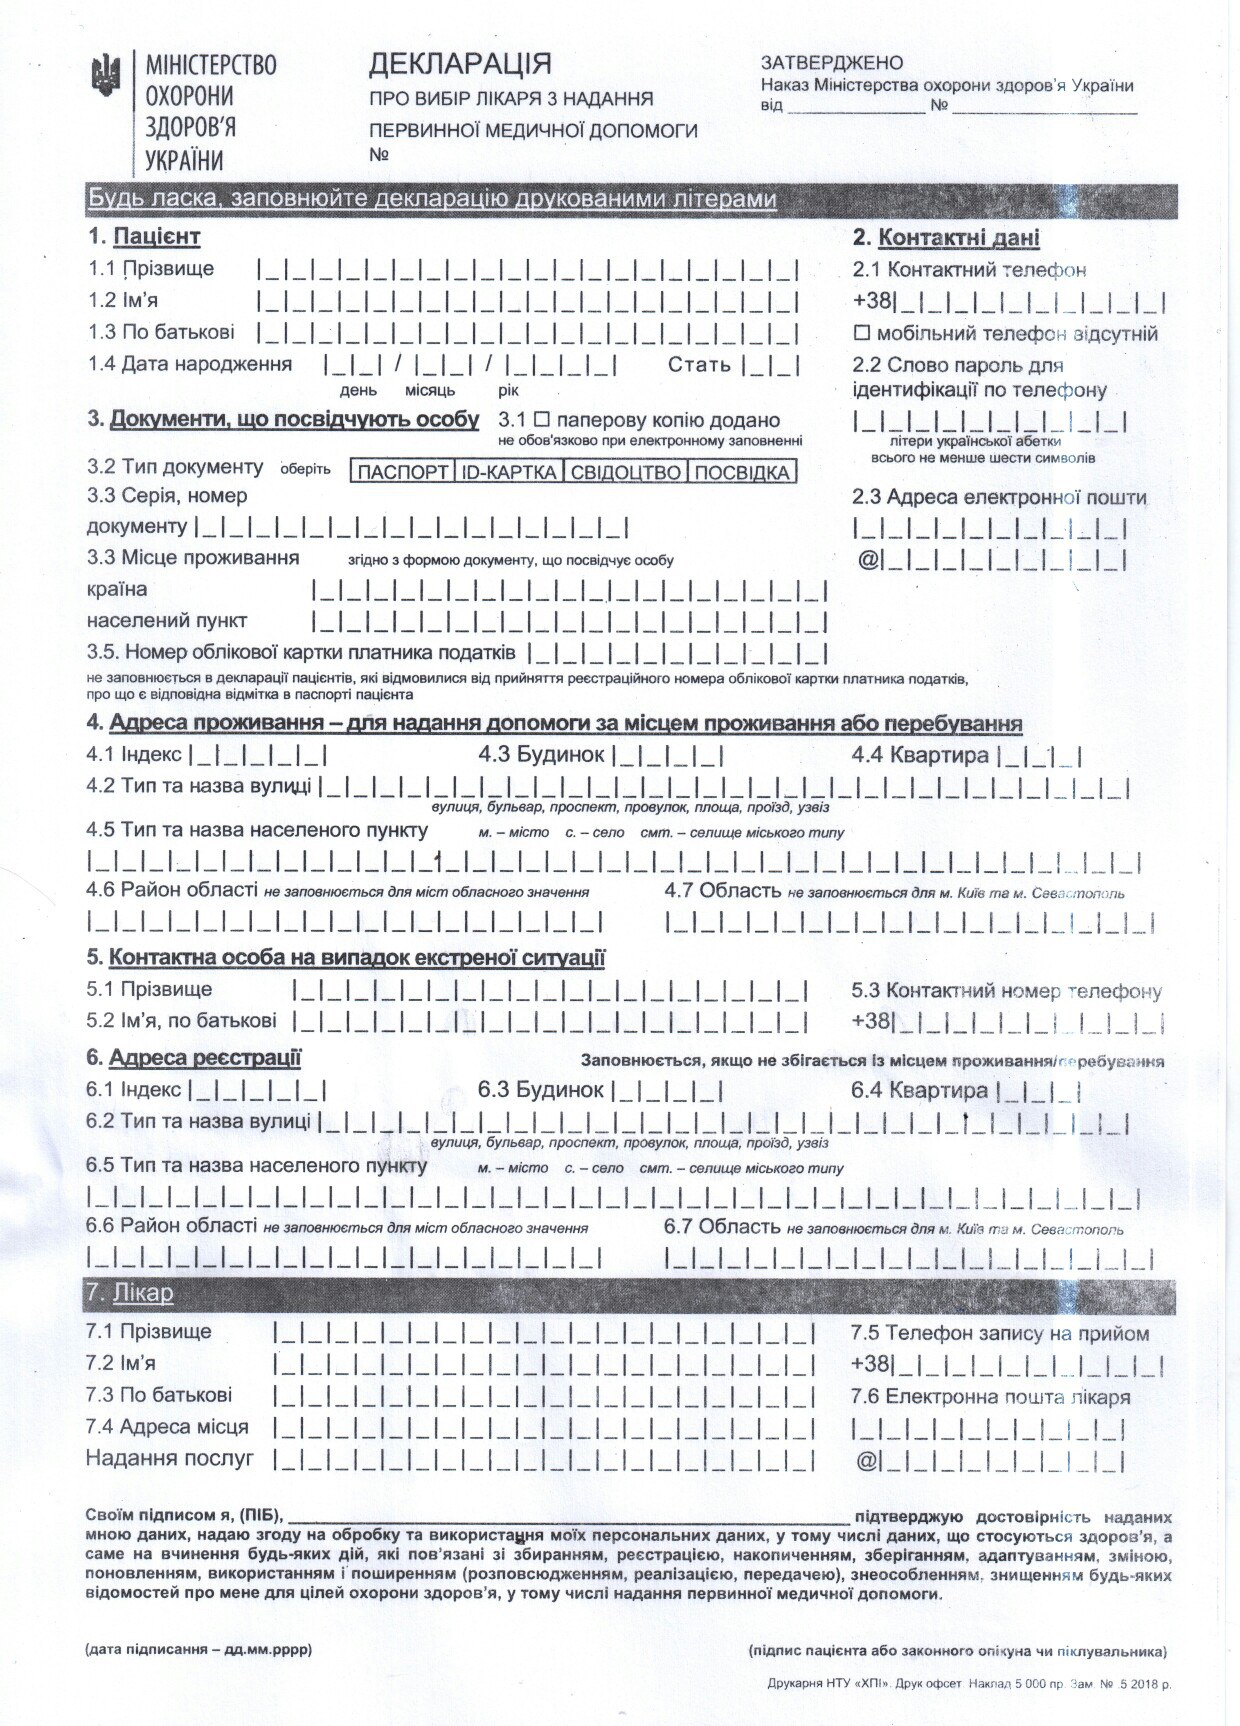 МІНІСТЕРСТВО
ОХОРОНИ
ЗДОРОВ'Я
УКРАЇНИ
ДЕКЛАРАЦІЯ
ПРО ВИБІР ЛІКАРЯ З НАДАННЯ
ПЕРВИННОЇ МЕДИЧНОЇ ДОПОМОГИ
№
ЗАТВЕРДЖЕНО
Наказ Міністерства охорони здоров'я України
від _______________ № ____________________
Будь ласка, заповнюйте декларацію друкованими літерами
1. Пацієнт
1.1 Прізвище
1.2 Ім'я
1.3 По батькові
1.4 Дата народження / / Стать
день місяць рік
2. Контактні дані
2.1 Контактний телефон
+38
☐ мобільний телефон відсутній
2.2 Слово пароль для
ідентифікації по телефону
літери української абетки
всього не менше шести символів
2.3 Адреса електронної пошти
@
3. Документи, що посвідчують особу 3.1 ☐ паперову копію додано
не обов'язково при електронному заповненні
3.2 Тип документу оберіть ПАСПОРТ ID-КАРТКА СВІДОЦТВО ПОСВІДКА
3.3 Серія, номер
документу
3.3 Місце проживання згідно з формою документу, що посвідчує особу
країна
населений пункт
3.5. Номер облікової картки платника податків
не заповнюється в декларації пацієнтів, які відмовилися від прийняття реєстраційного номера облікової картки платника податків,
про що є відповідна відмітка в паспорті пацієнта
4. Адреса проживання – для надання допомоги за місцем проживання або перебування
4.1 Індекс 4.3 Будинок 4.4 Квартира
4.2 Тип та назва вулиці
вулиця, бульвар, проспект, провулок, площа, проїзд, узвіз
4.5 Тип та назва населеного пункту м. – місто с. – село смт. – селище міського типу
4.6 Район області не заповнюється для міст обласного значення 4.7 Область не заповнюється для м. Київ та м. Севастополь
5. Контактна особа на випадок екстреної ситуації
5.1 Прізвище 5.3 Контактний номер телефону
5.2 Ім'я, по батькові +38
6. Адреса реєстрації Заповнюється, якщо не збігається із місцем проживання/перебування
6.1 Індекс 6.3 Будинок 6.4 Квартира
6.2 Тип та назва вулиці
вулиця, бульвар, проспект, провулок, площа, проїзд, узвіз
6.5 Тип та назва населеного пункту м. – місто с. – село смт. – селище міського типу
6.6 Район області не заповнюється для міст обласного значення 6.7 Область не заповнюється для м. Київ та м. Севастополь
7. Лікар
7.1 Прізвище 7.5 Телефон запису на прийом
7.2 Ім'я +38
7.3 По батькові 7.6 Електронна пошта лікаря
7.4 Адреса місця
Надання послуг @
Своїм підписом я, (ПІБ), ______________________________ підтверджую достовірність наданих
мною даних, надаю згоду на обробку та використання моїх персональних даних, у тому числі даних, що стосуються здоров'я, а
саме на вчинення будь-яких дій, які пов'язані зі збиранням, реєстрацією, накопиченням, зберіганням, адаптуванням, зміною,
поновленням, використанням і поширенням (розповсюдженням, реалізацією, передачею), знеособленням, знищенням будь-яких
відомостей про мене для цілей охорони здоров'я, у тому числі надання первинної медичної допомоги.
(дата підписання – дд.мм.рррр) (підпис пацієнта або законного опікуна чи піклувальника)
Друкарня НТУ «ХПІ». Друк офсет. Наклад 5 000 пр. Зам. № 5 2018 р.